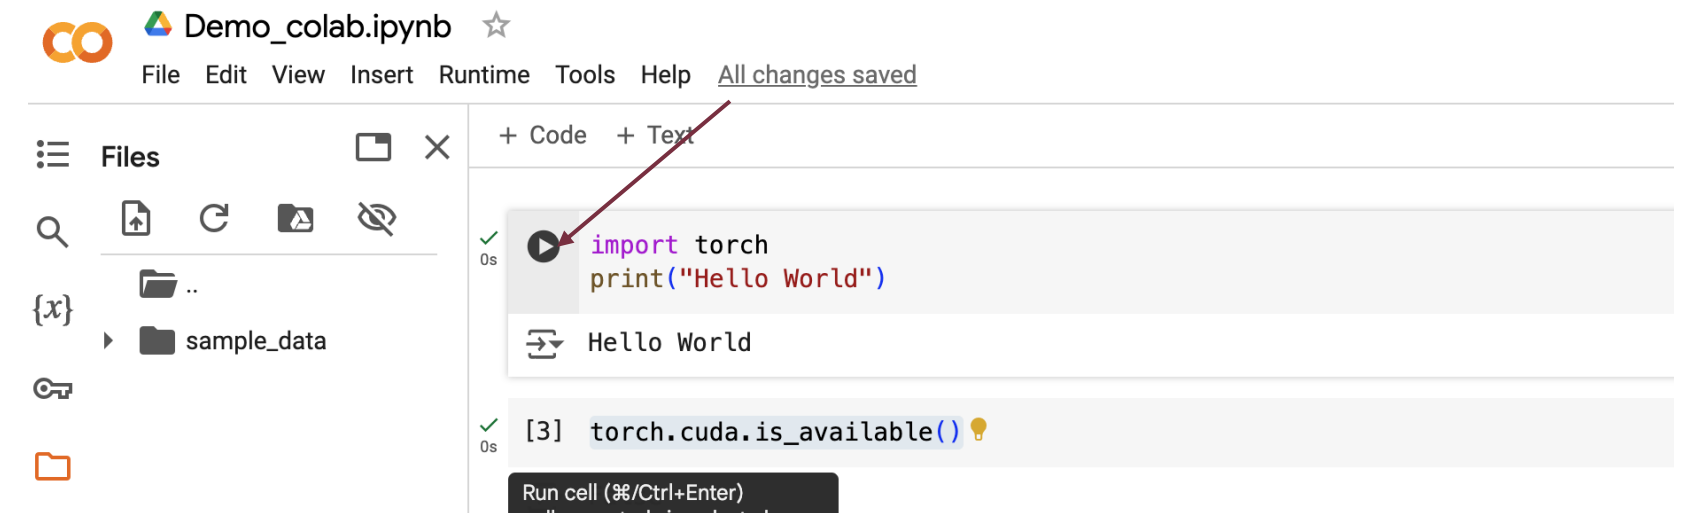 Demo_colab.ipynb
File Edit View Insert Runtime Tools Help All changes saved
Files
+ Code + Text
0s
import torch
print("Hello World")
..
{x}
sample_data
Hello World
[3] torch.cuda.is_available()
0s
Run cell (⌘/Ctrl+Enter)